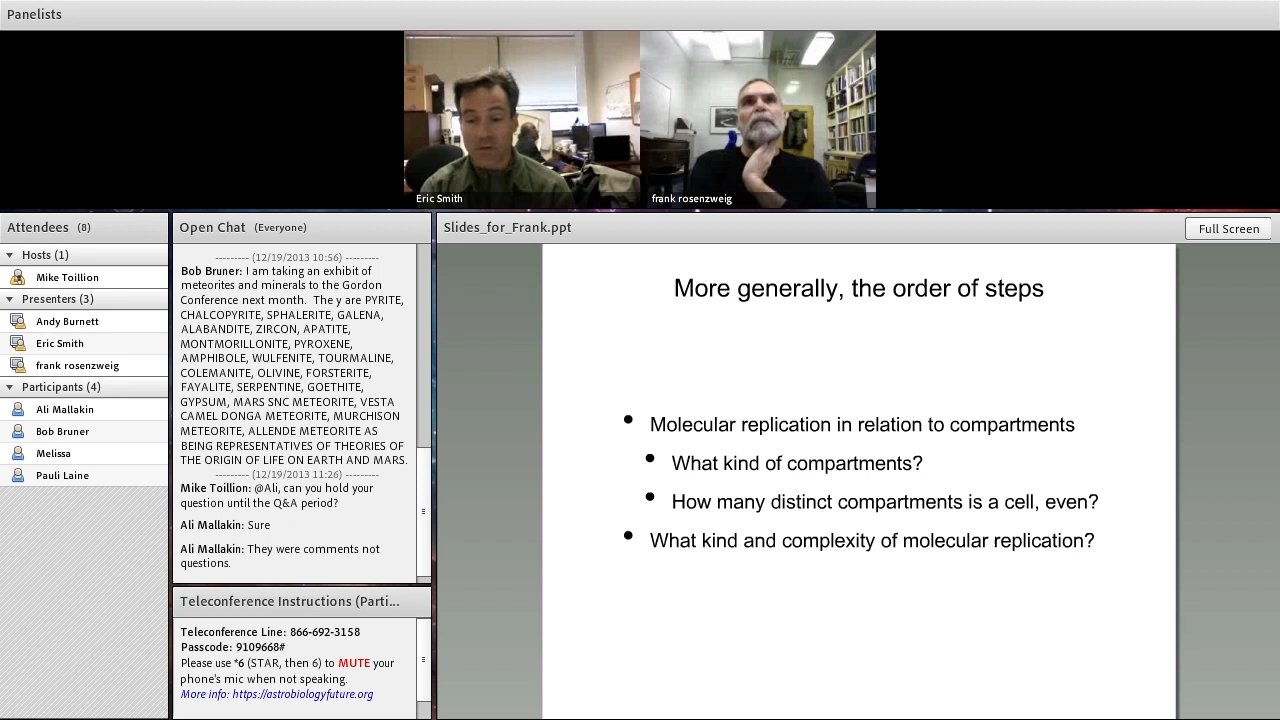 Panelists
Eric Smith
frank rosenzweig
Attendees (8)
Hosts (1)
Mike Toillion
Presenters (3)
Andy Burnett
Eric Smith
frank rosenzweig
Participants (4)
Ali Mallakin
Bob Bruner
Melissa
Pauli Laine
Open Chat (Everyone)
--------- (12/19/2013 10:56) ---------
Bob Bruner: I am taking an exhibit of
meteorites and minerals to the Gordon
Conference next month. The y are PYRITE,
CHALCOPYRITE, SPHALERITE, GALENA,
ALABANDITE, ZIRCON, APATITE,
MONTMORILLONITE, PYROXENE,
AMPHIBOLE, WULFENITE, TOURMALINE,
COLEMANITE, OLIVINE, FORSTERITE,
FAYALITE, SERPENTINE, GOETHITE,
GYPSUM, MARS SNC METEORITE, VESTA
CAMEL DONGA METEORITE, MURCHISON
METEORITE, ALLENDE METEORITE AS
BEING REPRESENTATIVES OF THEORIES OF
THE ORIGIN OF LIFE ON EARTH AND MARS.
--------- (12/19/2013 11:26) ---------
Mike Toillion: @Ali, can you hold your
question until the Q&A period?
Ali Mallakin: Sure
Ali Mallakin: They were comments not
questions.
Teleconference Instructions (Parti...
Teleconference Line: 866-692-3158
Passcode: 9109668#
Please use *6 (STAR, then 6) to MUTE your
phone's mic when not speaking.
More info: https://astrobiologyfuture.org
Slides_for_Frank.ppt
Full Screen
More generally, the order of steps
• Molecular replication in relation to compartments
• What kind of compartments?
• How many distinct compartments is a cell, even?
• What kind and complexity of molecular replication?